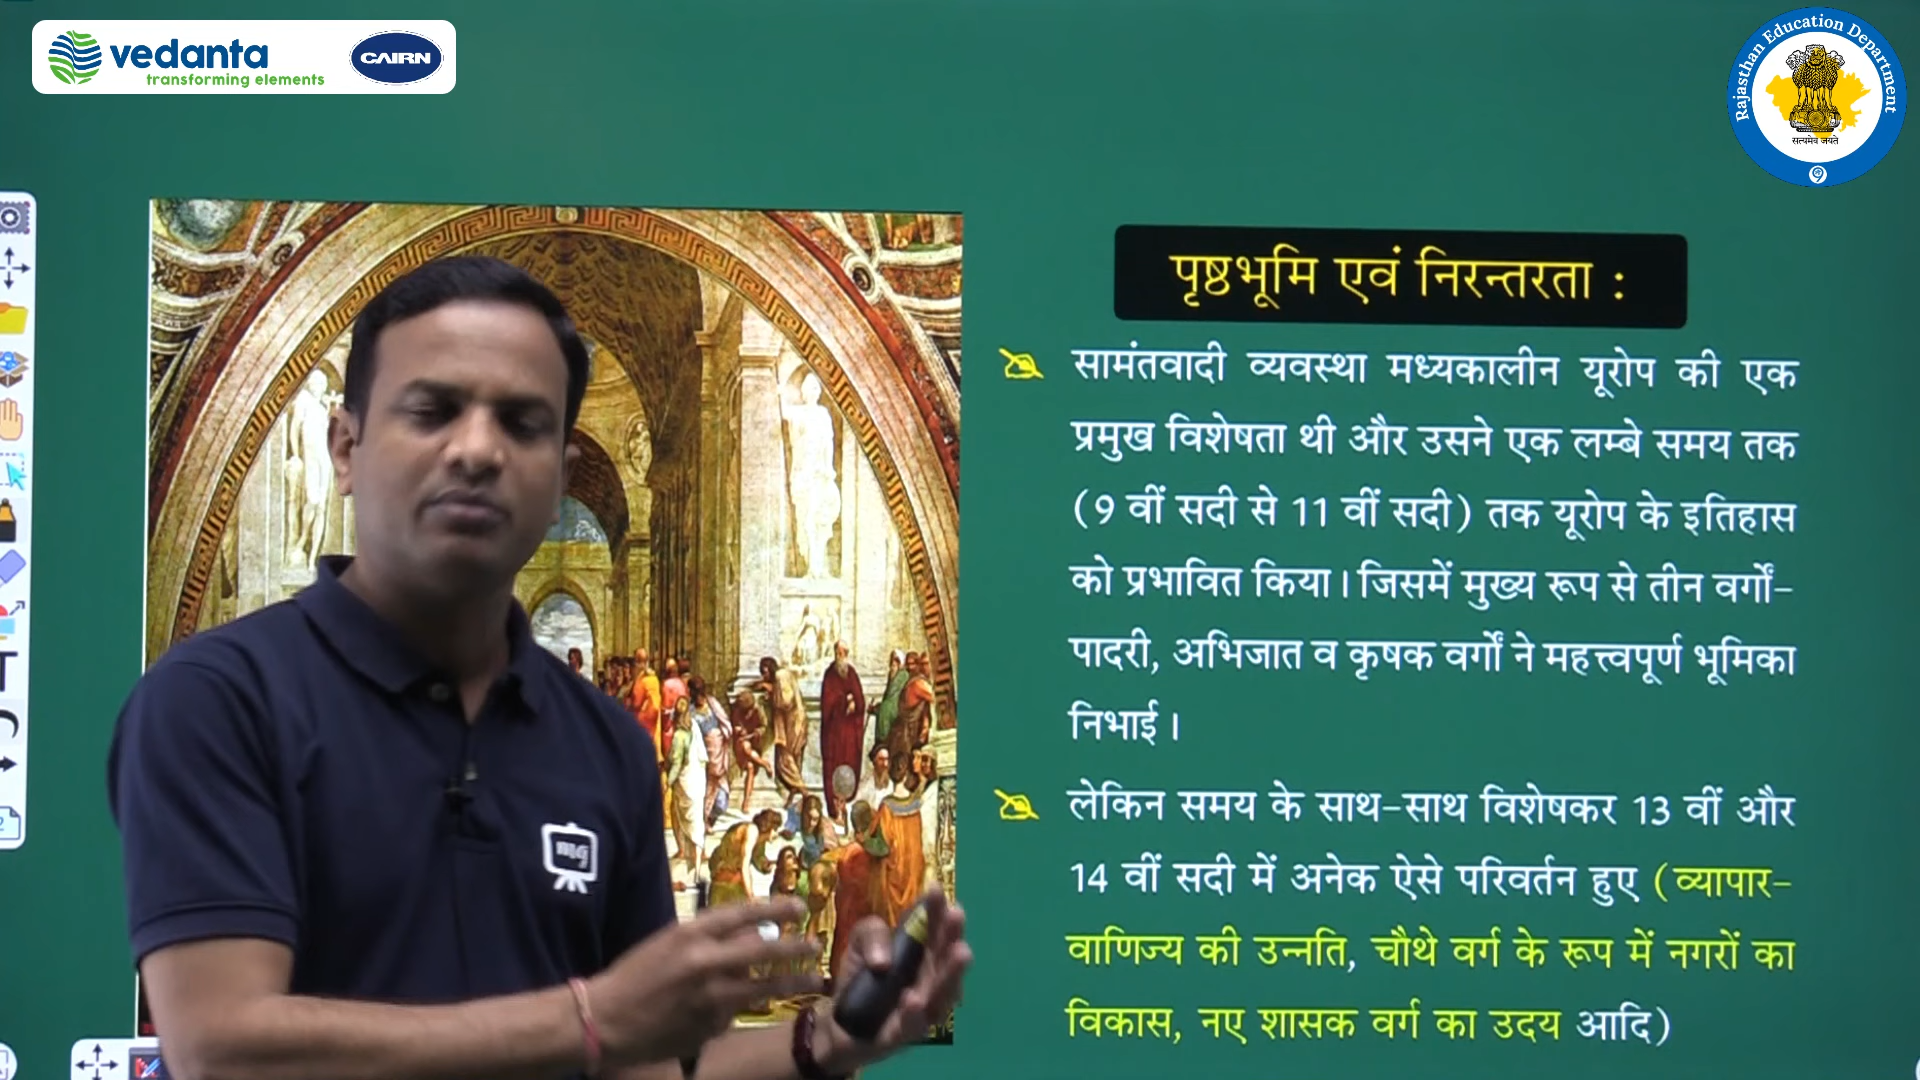 vedanta
transforming elements
CAIRN
Rajasthan Education Department
सत्यमेव जयते
पृष्ठभूमि एवं निरन्तरता :
सामंतवादी व्यवस्था मध्यकालीन यूरोप की एक
प्रमुख विशेषता थी और उसने एक लम्बे समय तक
(9 वीं सदी से 11 वीं सदी) तक यूरोप के इतिहास
को प्रभावित किया। जिसमें मुख्य रूप से तीन वर्गों-
पादरी, अभिजात व कृषक वर्गों ने महत्त्वपूर्ण भूमिका
निभाई।
लेकिन समय के साथ-साथ विशेषकर 13 वीं और
14 वीं सदी में अनेक ऐसे परिवर्तन हुए (व्यापार-
वाणिज्य की उन्नति, चौथे वर्ग के रूप में नगरों का
विकास, नए शासक वर्ग का उदय आदि)
mg